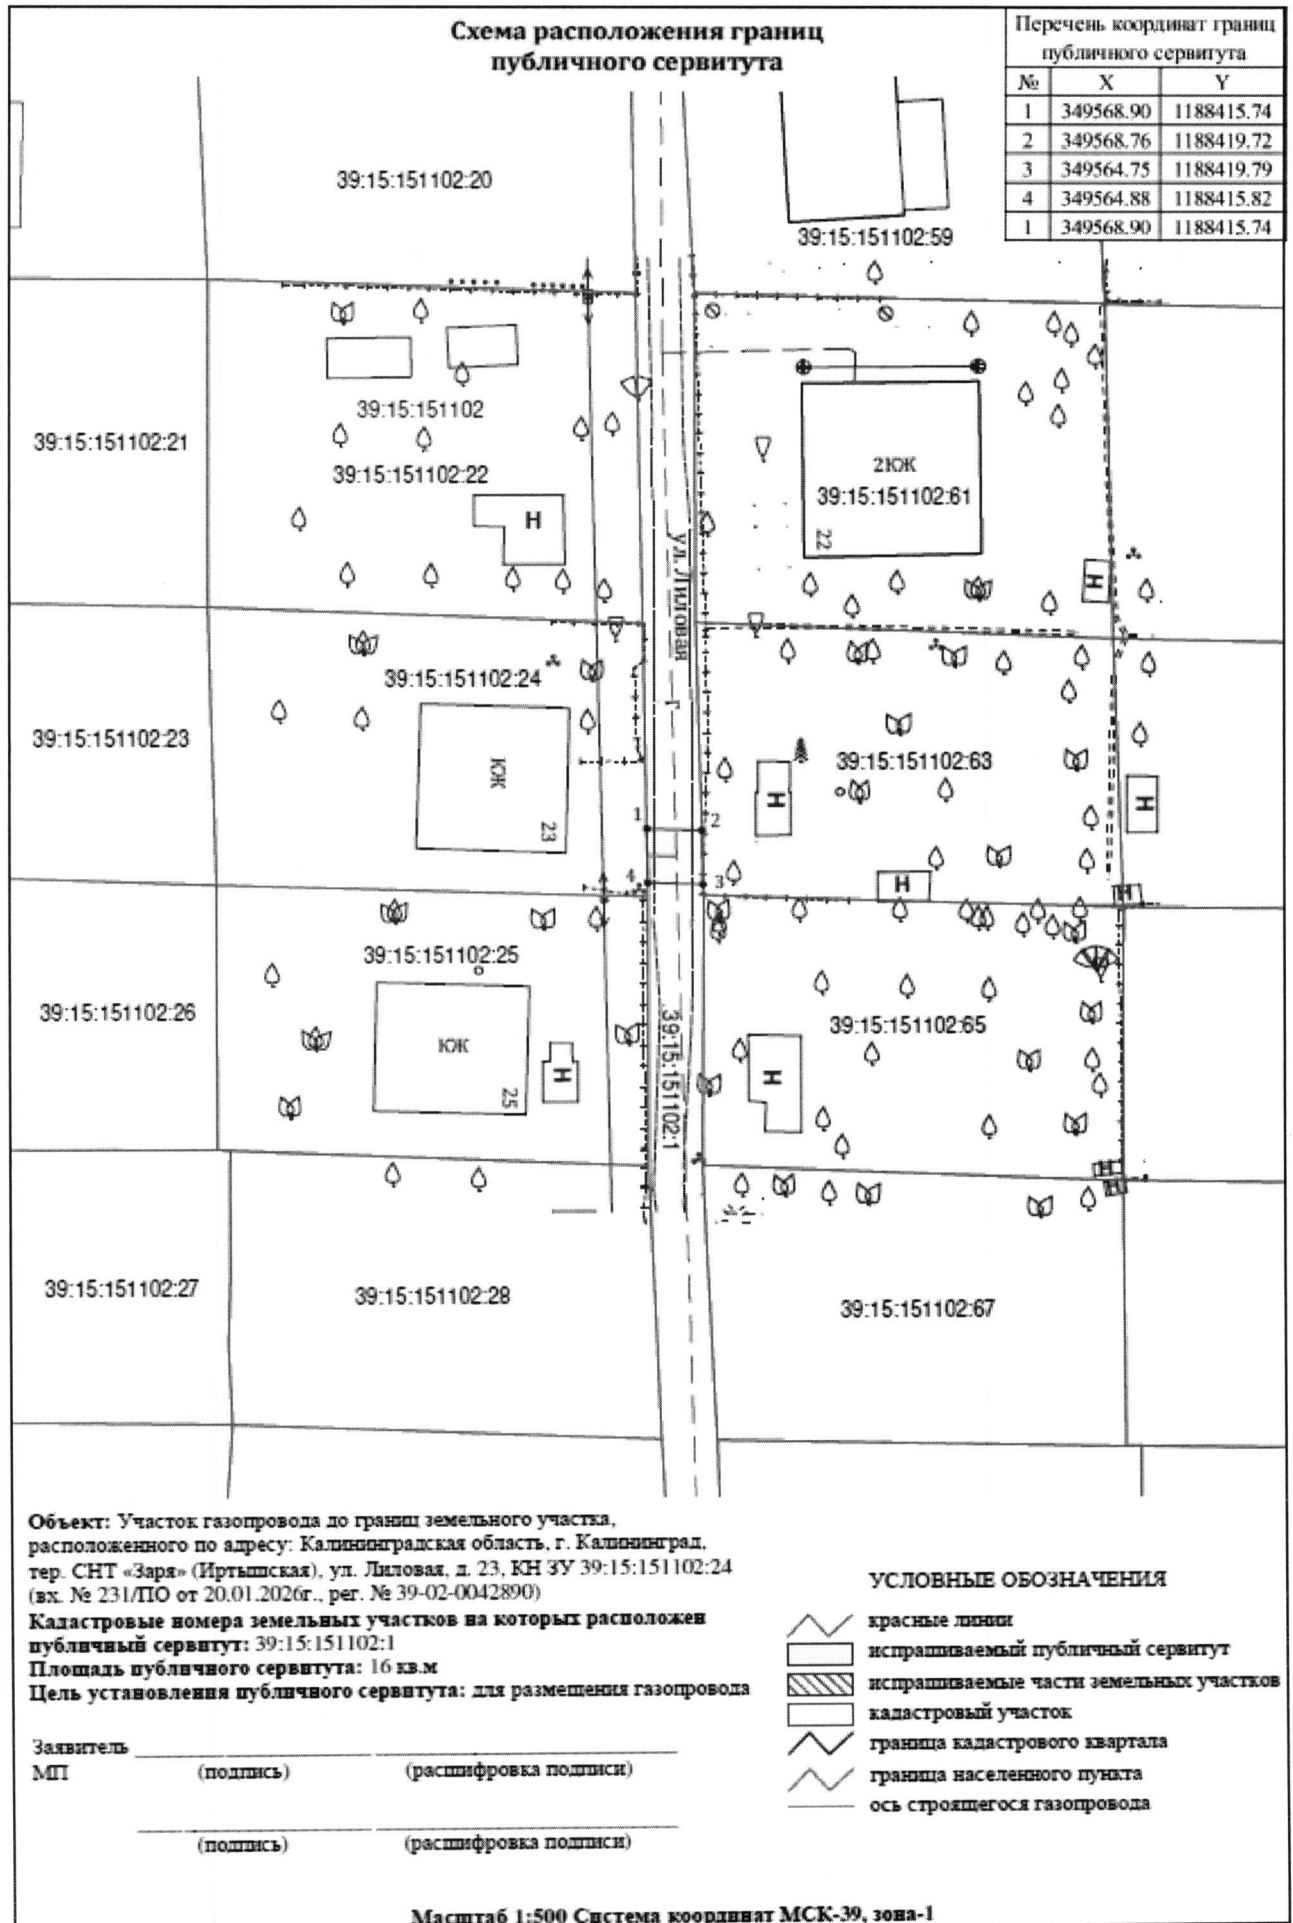 Схема расположения границ
публичного сервитута
Перечень координат границ
публичного сервитута
№ X Y
1 349568.90 1188415.74
2 349568.76 1188419.72
3 349564.75 1188419.79
4 349564.88 1188415.82
1 349568.90 1188415.74
39:15:151102:20
39:15:151102:59
39:15:151102
39:15:151102:21
39:15:151102:22
Н
2КЖ
39:15:151102:61
22
ул. Лиловая
Н
39:15:151102:24
39:15:151102:23
КЖ
23
Г
39:15:151102:63
Н
Н
1
2
4
3
Н
Н
39:15:151102:25
39:15:151102:26
КЖ
25
Н
39:15:151102:1
39:15:151102:65
Н
Н
Н
39:15:151102:27
39:15:151102:28
39:15:151102:67
Объект: Участок газопровода до границ земельного участка,
расположенного по адресу: Калининградская область, г. Калининград,
тер. СНТ «Заря» (Иртышская), ул. Лиловая, д. 23, КН ЗУ 39:15:151102:24
(вх. № 231/ПО от 20.01.2026г., рег. № 39-02-0042890)
Кадастровые номера земельных участков на которых расположен
публичный сервитут: 39:15:151102:1
Площадь публичного сервитута: 16 кв.м
Цель установления публичного сервитута: для размещения газопровода
Заявитель
МП (подпись) (расшифровка подписи)
(подпись) (расшифровка подписи)
УСЛОВНЫЕ ОБОЗНАЧЕНИЯ
красные линии
испрашиваемый публичный сервитут
испрашиваемые части земельных участков
кадастровый участок
граница кадастрового квартала
граница населенного пункта
ось строящегося газопровода
Масштаб 1:500 Система координат МСК-39, зона-1